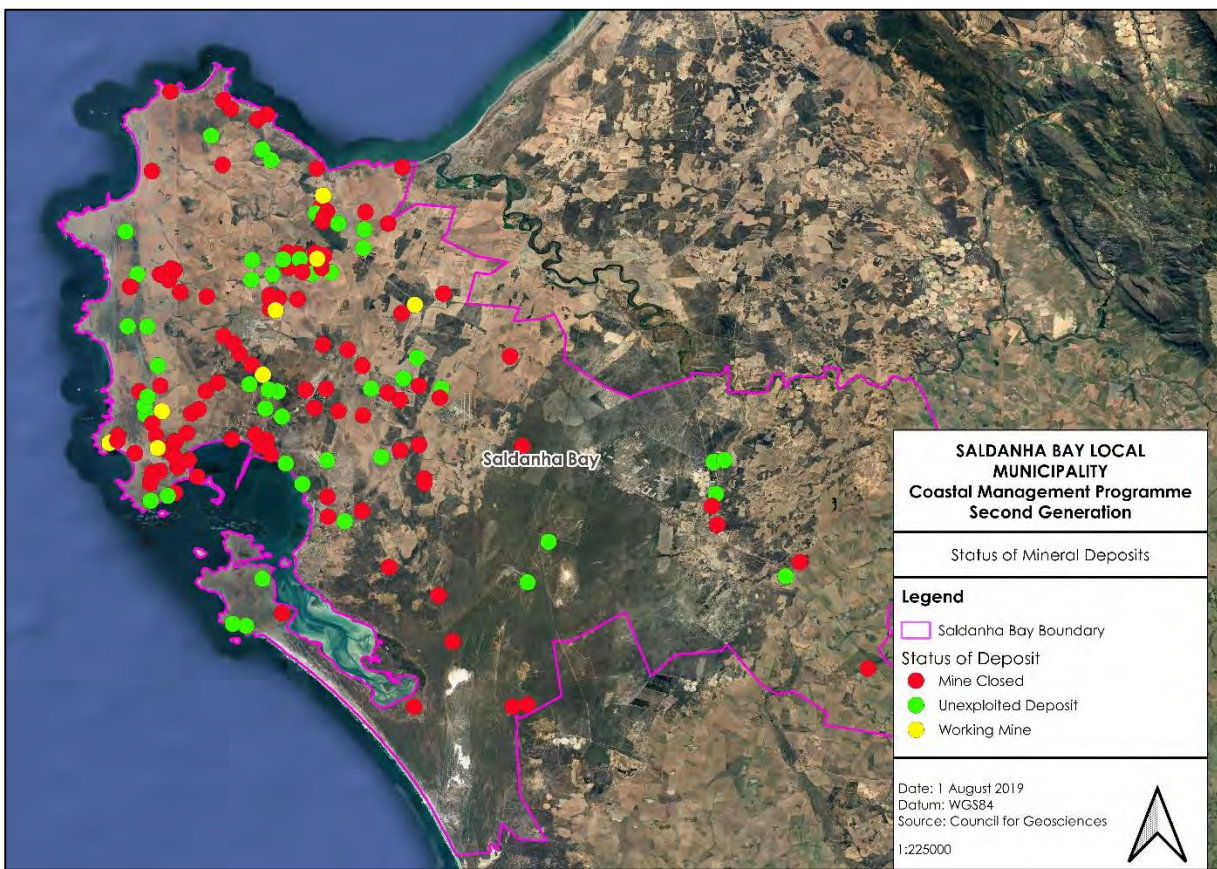 Saldanha Bay
SALDANHA BAY LOCAL
MUNICIPALITY
Coastal Management Programme
Second Generation
Status of Mineral Deposits
Legend
Saldanha Bay Boundary
Status of Deposit
Mine Closed
Unexploited Deposit
Working Mine
Date: 1 August 2019
Datum: WGS84
Source: Council for Geosciences
1:225000